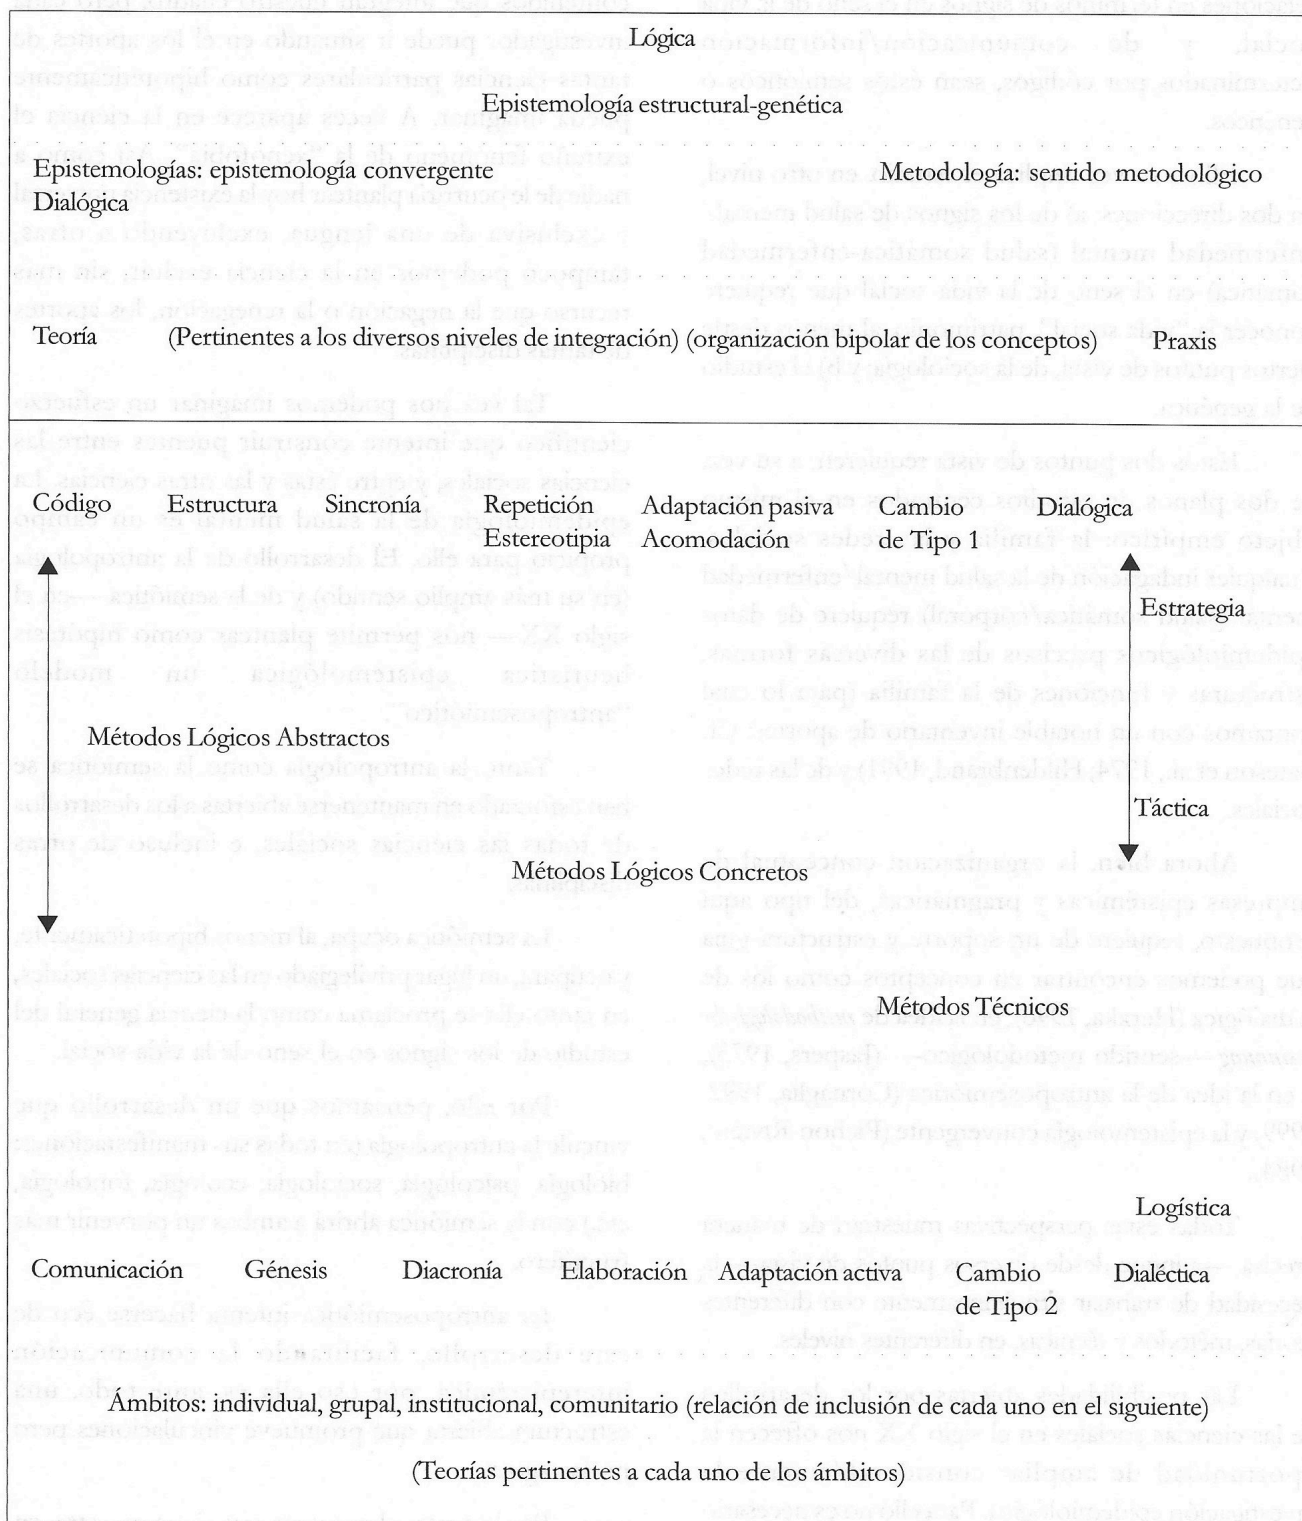 Lógica
Epistemología estructural-genética
Epistemologías: epistemología convergente
Metodología: sentido metodológico
Dialógica
Teoría (Pertinentes a los diversos niveles de integración) (organización bipolar de los conceptos) Praxis
Código Estructura Sincronía Repetición Adaptación pasiva Cambio Dialógica
Estereotipia Acomodación de Tipo 1
Estrategia
Métodos Lógicos Abstractos
Táctica
Métodos Lógicos Concretos
Métodos Técnicos
Logística
Comunicación Génesis Diacronía Elaboración Adaptación activa Cambio Dialéctica
de Tipo 2
Ámbitos: individual, grupal, institucional, comunitario (relación de inclusión de cada uno en el siguiente)
(Teorías pertinentes a cada uno de los ámbitos)